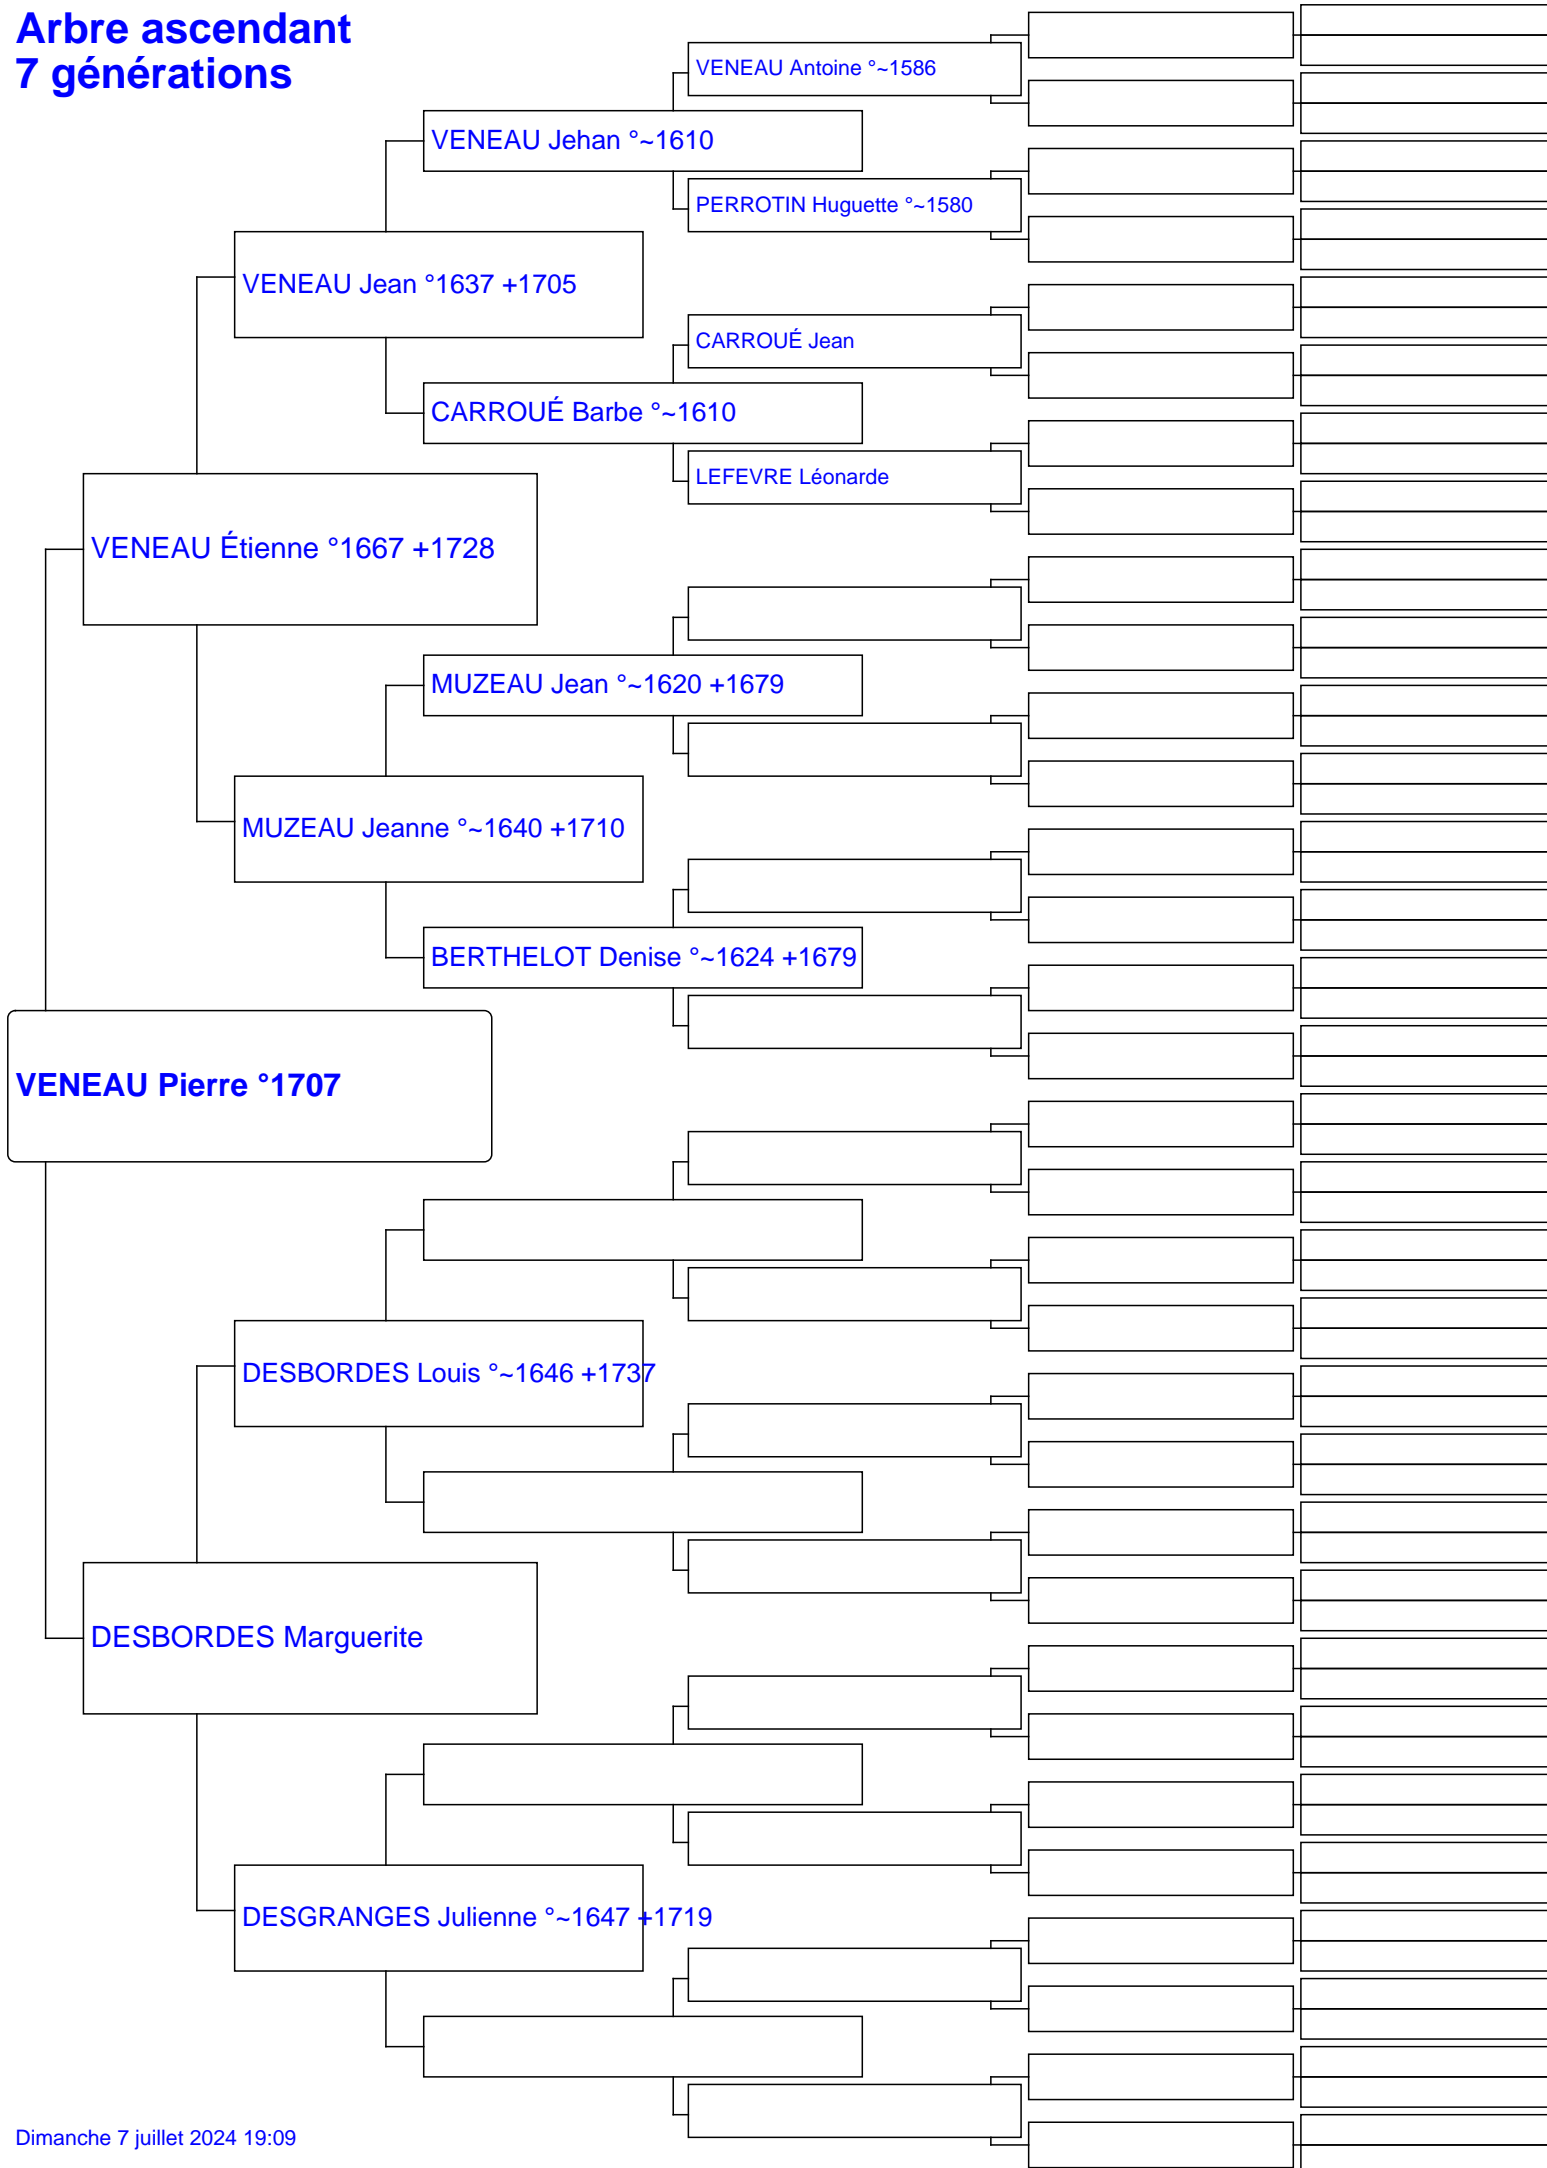 Arbre ascendant
7 générations
VENEAU Antoine °~1586
VENEAU Jehan °~1610
PERROTIN Huguette °~1580
VENEAU Jean °1637 +1705
CARROUÉ Jean
CARROUÉ Barbe °~1610
LEFEVRE Léonarde
VENEAU Étienne °1667 +1728
MUZEAU Jean °~1620 +1679
MUZEAU Jeanne °~1640 +1710
BERTHELOT Denise °~1624 +1679
VENEAU Pierre °1707
DESBORDES Louis °~1646 +1737
DESBORDES Marguerite
DESGRANGES Julienne °~1647 +1719
Dimanche 7 juillet 2024 19:09